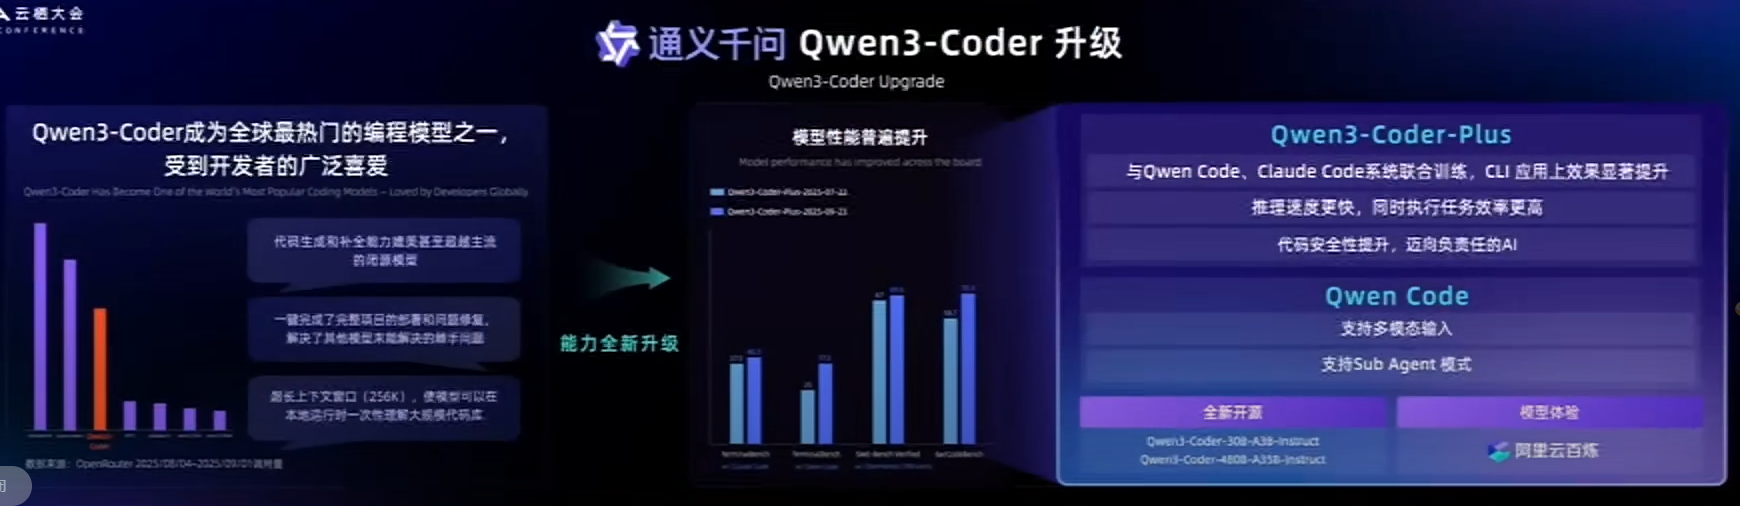 云栖大会
CONFERENCE
通义千问 Qwen3-Coder 升级
Qwen3-Coder Upgrade
Qwen3-Coder成为全球最热门的编程模型之一，
受到开发者的广泛喜爱
Qwen3-Coder Has Become One of the World's Most Popular Coding Models – Loved by Developers Globally
代码生成和补全能力媲美甚至超越主流
的闭源模型
一键完成了完整项目的部署和问题修复，
解决了其他模型未能解决的棘手问题
超长上下文窗口（256K），使模型可以在
本地运行时一次性理解大规模代码库
数据来源：OpenRouter 2025/08/04-2025/09/01调用量
能力全新升级
模型性能普遍提升
Model performance has improved across the board
Qwen3-Coder-Plus-2025-07-22
Qwen3-Coder-Plus-2025-09-23
TerminalBench
TerminalBench
SWE-Bench Verified
SecCodeBench
Qwen3-Coder-Plus
与Qwen Code、Claude Code系统联合训练，CLI 应用上效果显著提升
推理速度更快，同时执行任务效率更高
代码安全性提升，迈向负责任的AI
Qwen Code
支持多模态输入
支持Sub Agent 模式
全新开源
Qwen3-Coder-30B-A3B-Instruct
Qwen3-Coder-480B-A35B-Instruct
模型体验
阿里云百炼